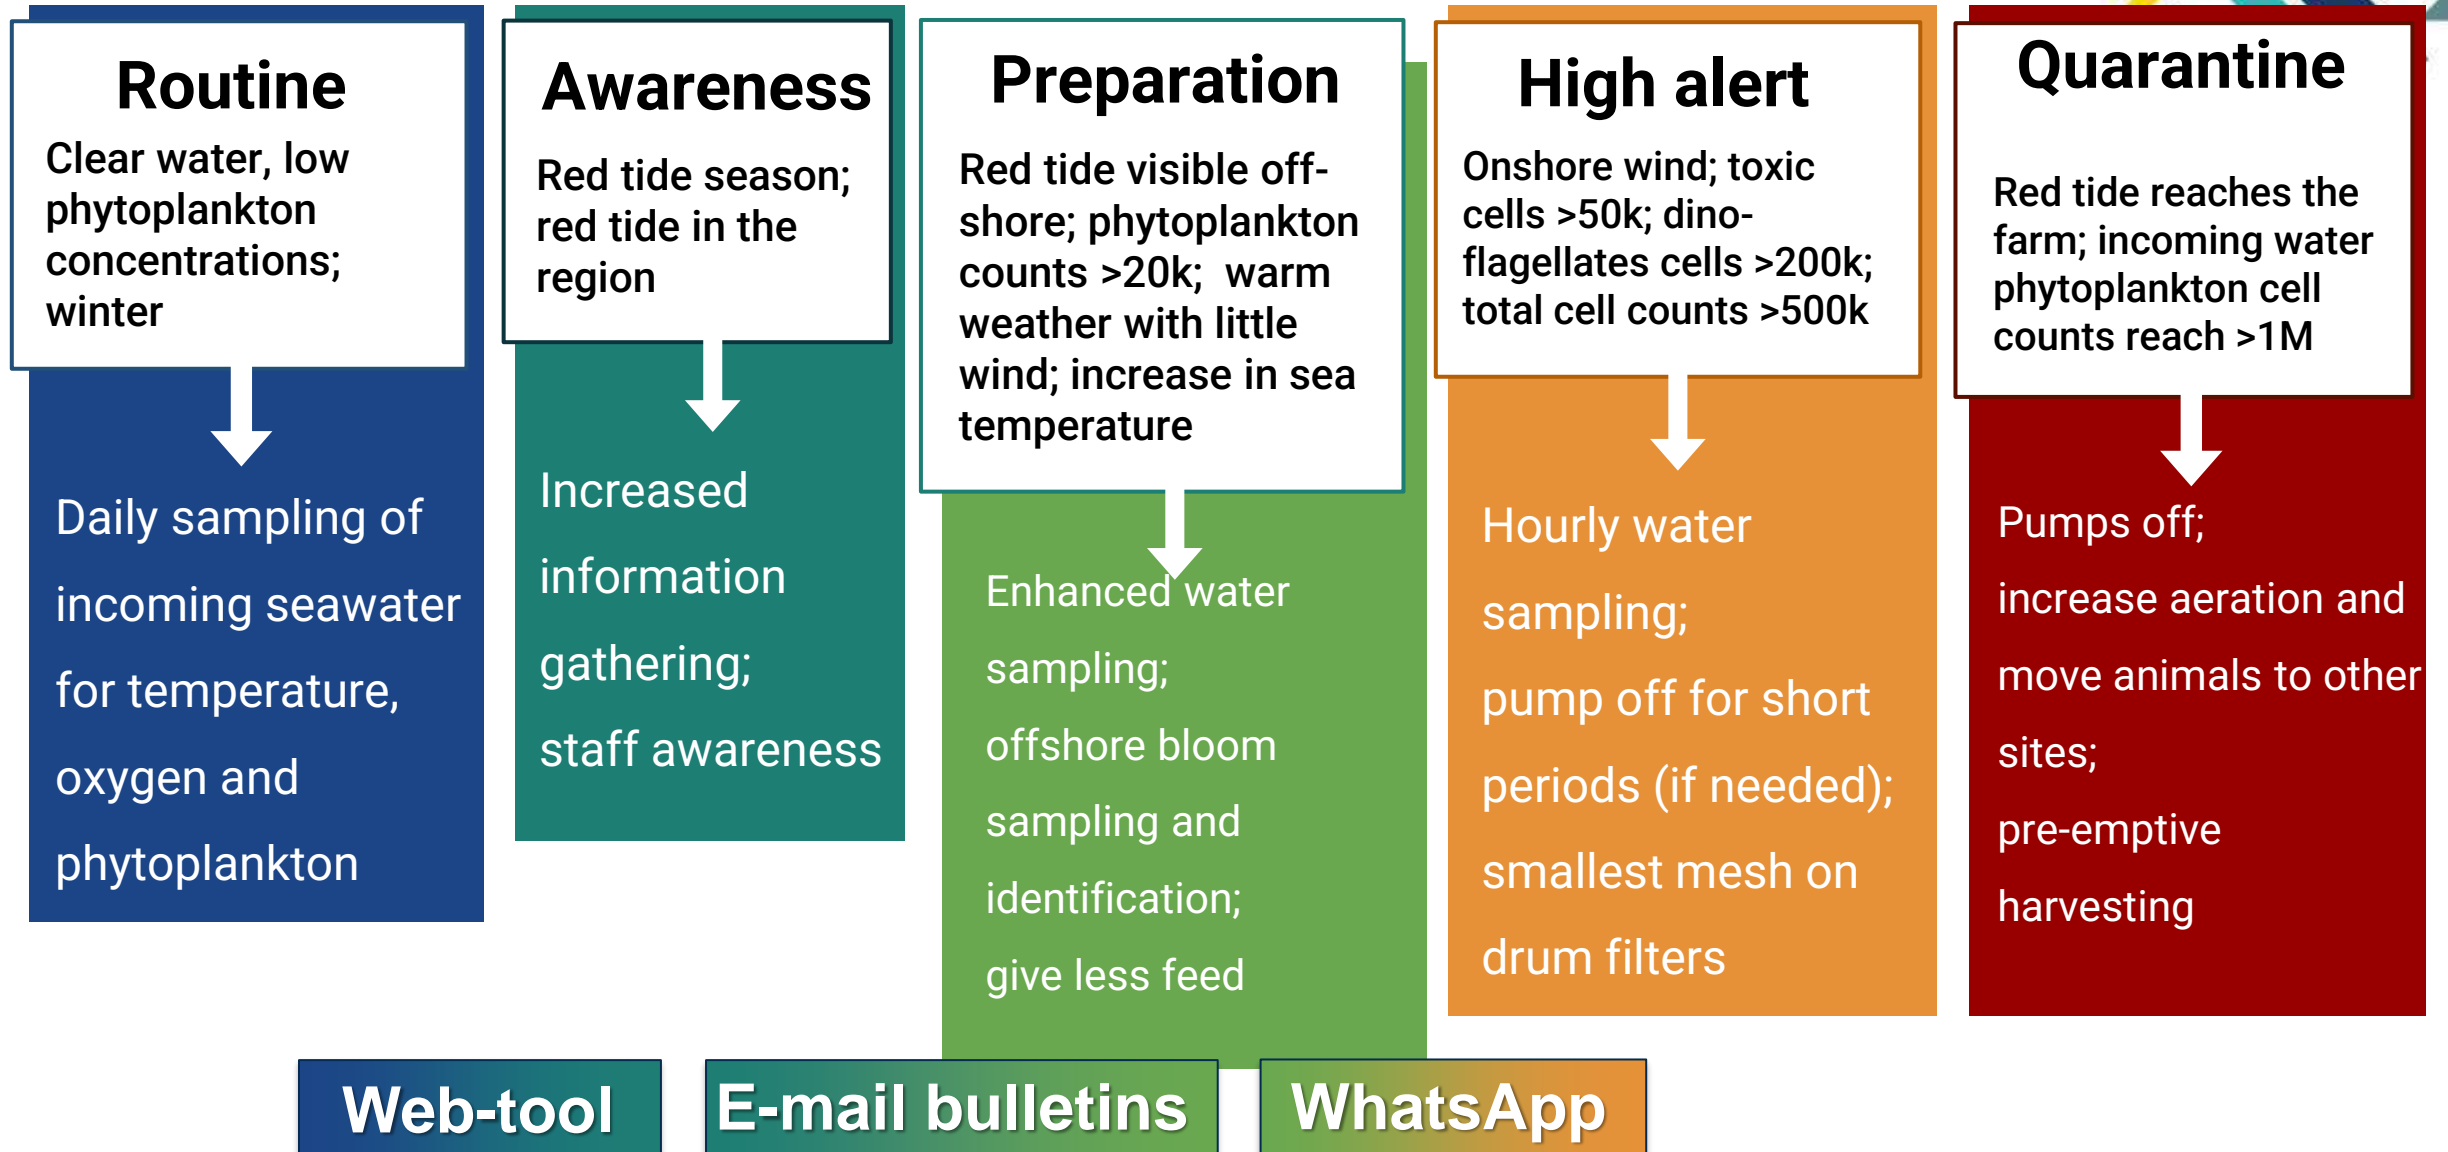 Routine
Clear water, low
phytoplankton
concentrations;
winter
Daily sampling of
incoming seawater
for temperature,
oxygen and
phytoplankton
Awareness
Red tide season;
red tide in the
region
Increased
information
gathering;
staff awareness
Preparation
Red tide visible off-
shore; phytoplankton
counts >20k; warm
weather with little
wind; increase in sea
temperature
Enhanced water
sampling;
offshore bloom
sampling and
identification;
give less feed
High alert
Onshore wind; toxic
cells >50k; dino-
flagellates cells >200k;
total cell counts >500k
Hourly water
sampling;
pump off for short
periods (if needed);
smallest mesh on
drum filters
Quarantine
Red tide reaches the
farm; incoming water
phytoplankton cell
counts reach >1M
Pumps off;
increase aeration and
move animals to other
sites;
pre-emptive
harvesting
Web-tool
E-mail bulletins
WhatsApp